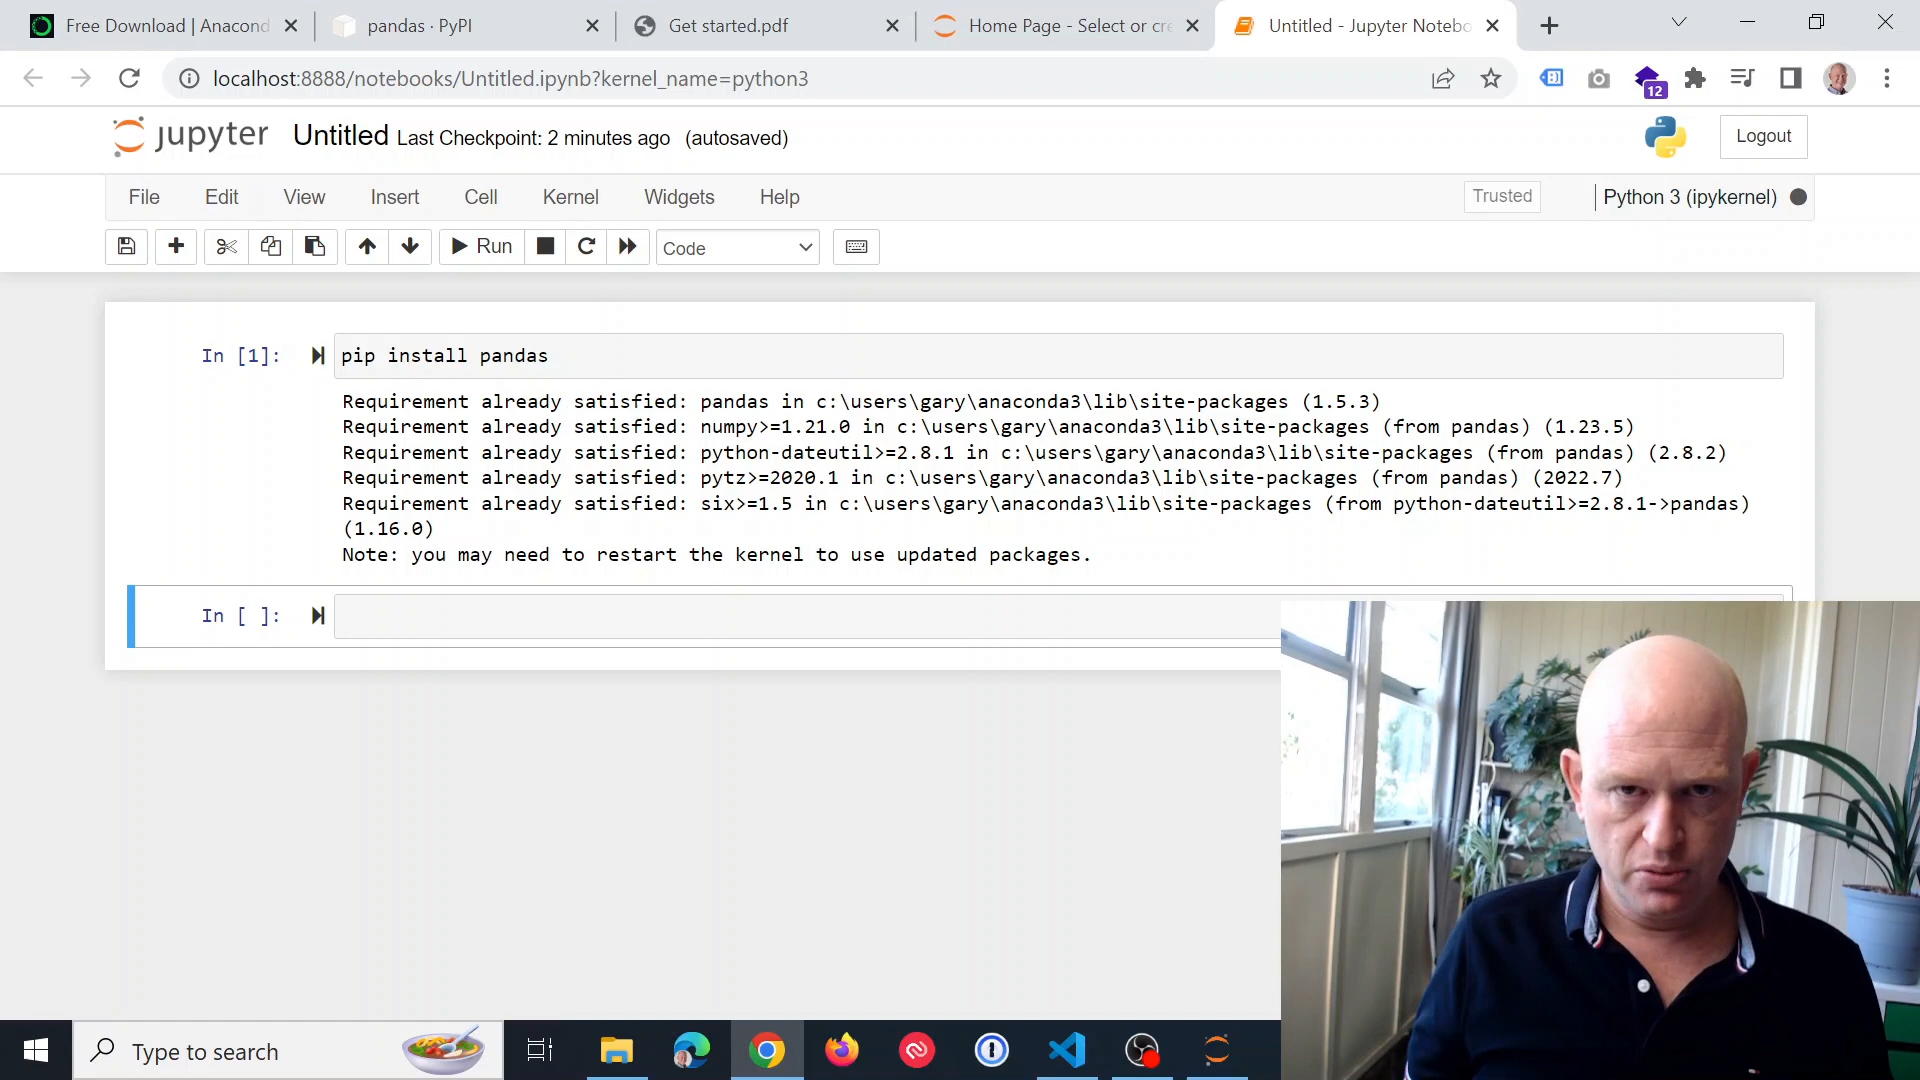 Free Download | Anacond
pandas · PyPI
Get started.pdf
Home Page - Select or cre
Untitled - Jupyter Notebo
localhost:8888/notebooks/Untitled.ipynb?kernel_name=python3
12
jupyter Untitled Last Checkpoint: 2 minutes ago (autosaved)
Logout
File Edit View Insert Cell Kernel Widgets Help
Trusted
Python 3 (ipykernel)
Run
Code
In [1]: pip install pandas
Requirement already satisfied: pandas in c:\users\gary\anaconda3\lib\site-packages (1.5.3)
Requirement already satisfied: numpy>=1.21.0 in c:\users\gary\anaconda3\lib\site-packages (from pandas) (1.23.5)
Requirement already satisfied: python-dateutil>=2.8.1 in c:\users\gary\anaconda3\lib\site-packages (from pandas) (2.8.2)
Requirement already satisfied: pytz>=2020.1 in c:\users\gary\anaconda3\lib\site-packages (from pandas) (2022.7)
Requirement already satisfied: six>=1.5 in c:\users\gary\anaconda3\lib\site-packages (from python-dateutil>=2.8.1->pandas)
(1.16.0)
Note: you may need to restart the kernel to use updated packages.
In [ ]:
Type to search